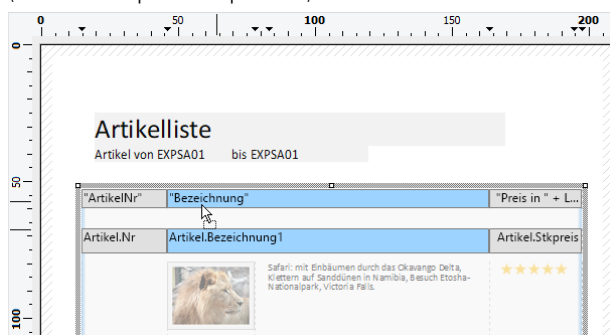 0 50 100 150 200
0
Artikelliste
Artikel von EXPSA01 bis EXPSA01
50
"ArtikelNr" "Bezeichnung" "Preis in " + L...
Artikel.Nr Artikel.Bezeichnung1 Artikel.Stkpreis
Safari: mit Einbäumen durch das Okavango Delta,
Klettern auf Sanddünen in Namibia, Besuch Etosha-
Nationalpark, Victoria Falls.
100